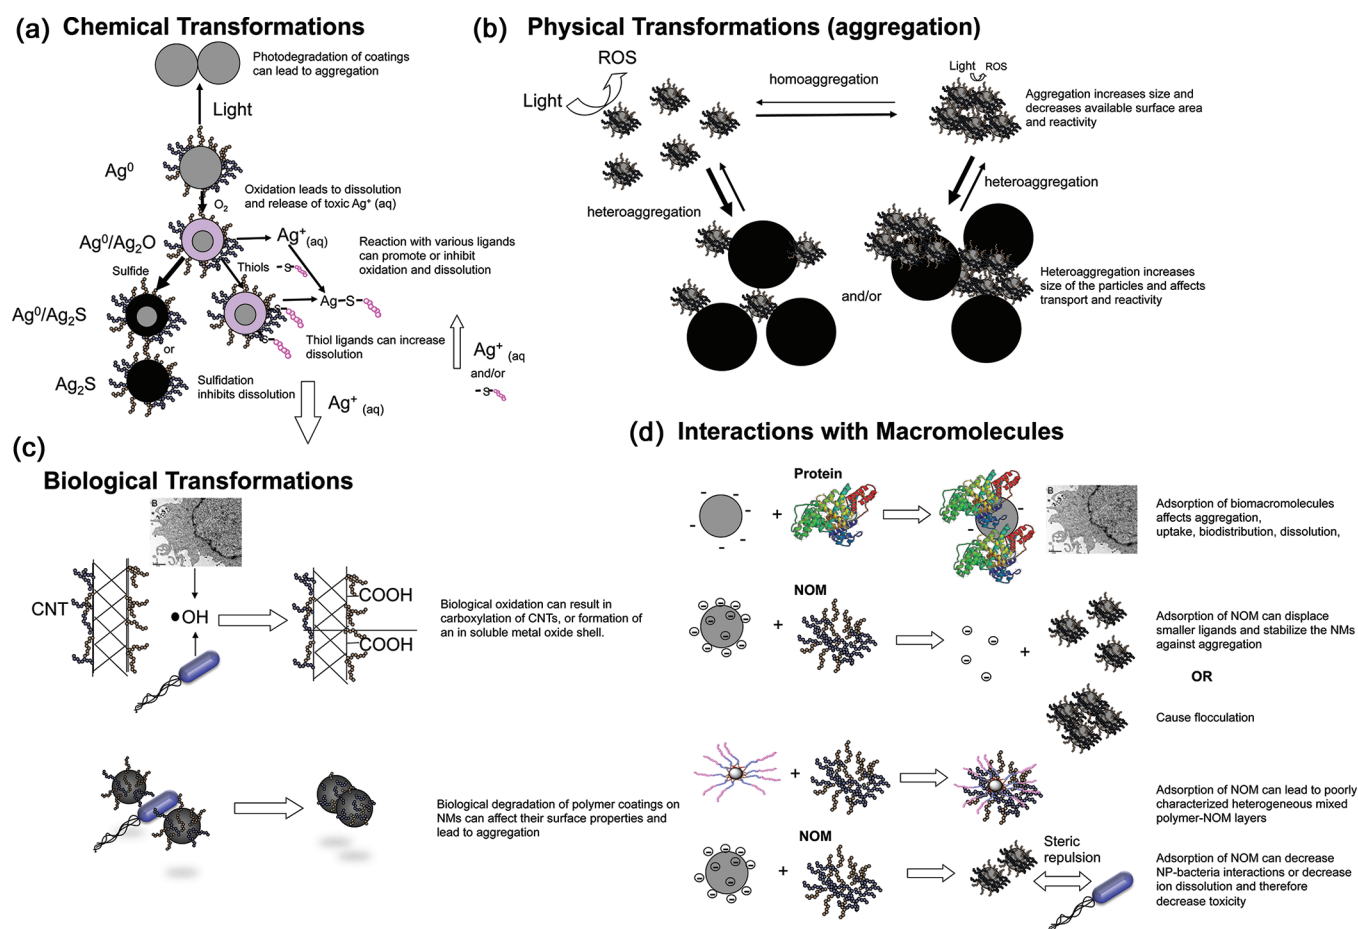 (a) Chemical Transformations
Photodegradation of coatings
can lead to aggregation
Light
Ag⁰
Oxidation leads to dissolution
and release of toxic Ag⁺ (aq)
O₂
Ag⁰/Ag₂O
Ag⁺(aq)
Reaction with various ligands
can promote or inhibit
oxidation and dissolution
Sulfide
Thiols
-S-
Ag–S-
Ag⁰/Ag₂S
S
Thiol ligands can increase
dissolution
or
Ag₂S
Sulfidation
inhibits dissolution
Ag⁺ (aq)
Ag⁺ (aq
and/or
-S-
(b) Physical Transformations (aggregation)
ROS
Light
homoaggregation
Light ROS
Aggregation increases size and
decreases available surface area
and reactivity
heteroaggregation
heteroaggregation
and/or
Heteroaggregation increases
size of the particles and affects
transport and reactivity
(c)
Biological Transformations
B
CNT
•OH
COOH
COOH
Biological oxidation can result in
carboxylation of CNTs, or formation of
an in soluble metal oxide shell.
Biological degradation of polymer coatings on
NMs can affect their surface properties and
lead to aggregation
(d) Interactions with Macromolecules
Protein
+
B
Adsorption of biomacromolecules
affects aggregation,
uptake, biodistribution, dissolution,
NOM
+
+
Adsorption of NOM can displace
smaller ligands and stabilize the NMs
against aggregation
OR
Cause flocculation
+
Adsorption of NOM can lead to poorly
characterized heterogeneous mixed
polymer-NOM layers
NOM
+
Steric
repulsion
Adsorption of NOM can decrease
NP-bacteria interactions or decrease
ion dissolution and therefore
decrease toxicity